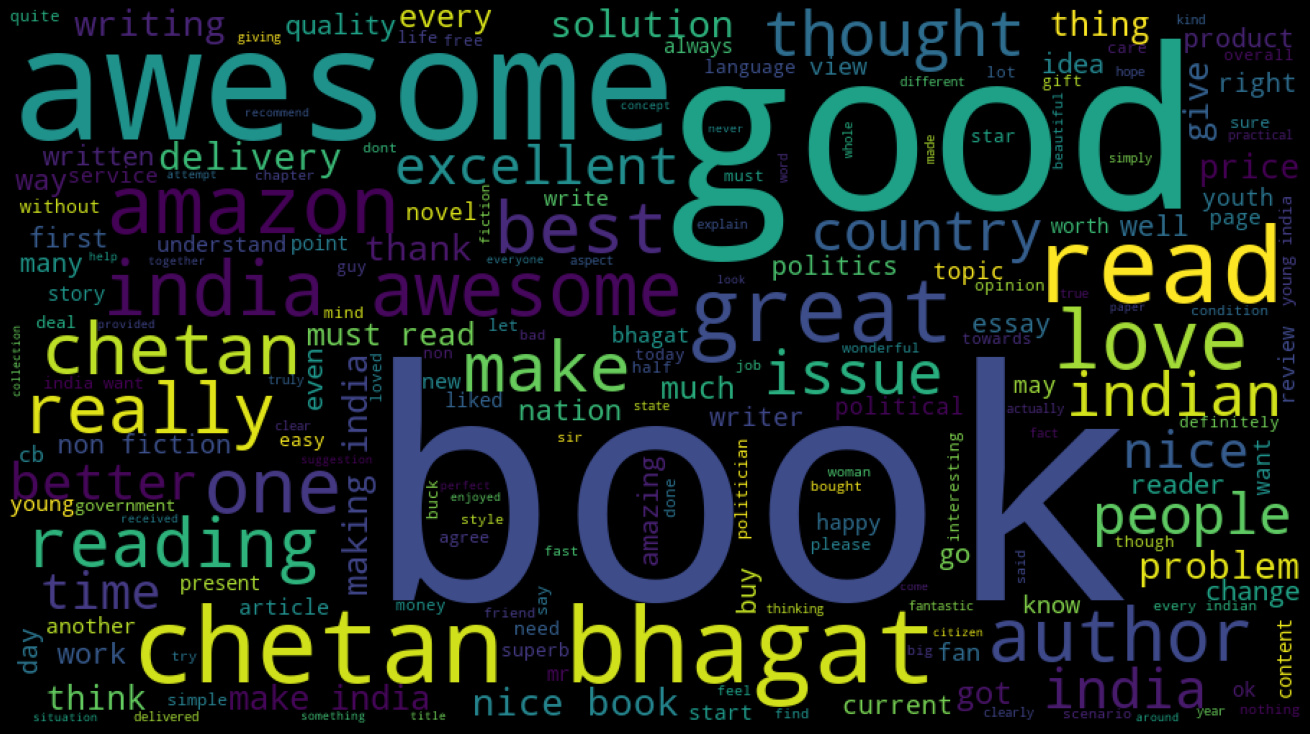 quite
writing
giving
quality
every
life
free
solution
always
thought
thing
kind
product
care
overall
awesome
good
language
view
different
lot
idea
gift
hope
give
right
recommend
concept
never
whole
made
star
beautiful
simply
sure
practical
written
delivery
dont
excellent
must
word
price
way
service
attempt
chapter
without
amazon
novel
fiction
write
best
explain
country
worth
well
youth
page
young india
first
understand
point
thank
many
help
together
guy
everyone
aspect
politics
topic
opinion
read
india
awesome
look
great
true
paper
condition
story
mind
deal
provided
chetan
must read
let
bad
bhagat
essay
towards
love
review
collection
india want
truly
even
loved
non
new
make
today
half
much
job
issue
wonderful
may
indian
actually
really
clear
liked
nation
state
writer
political
definitely
non fiction
easy
making india
sir
fact
nice
want
cb
suggestion
better
one
book
buck
perfect
enjoyed
style
agree
amazing
done
politician
woman
bought
happy
please
interesting
reader
people
young
government
received
reading
fast
go
said
though
problem
time
present
article
money
friend
say
buy
thinking
come
fantastic
know
change
every indian
another
day
work
try
chetan bhagat
need
superb
mr
citizen
big
fan
author
content
think
simple
make india
nice book
feel
start
find
current
got
clearly
india
scenario
around
year
ok
nothing
situation
delivered
something
title